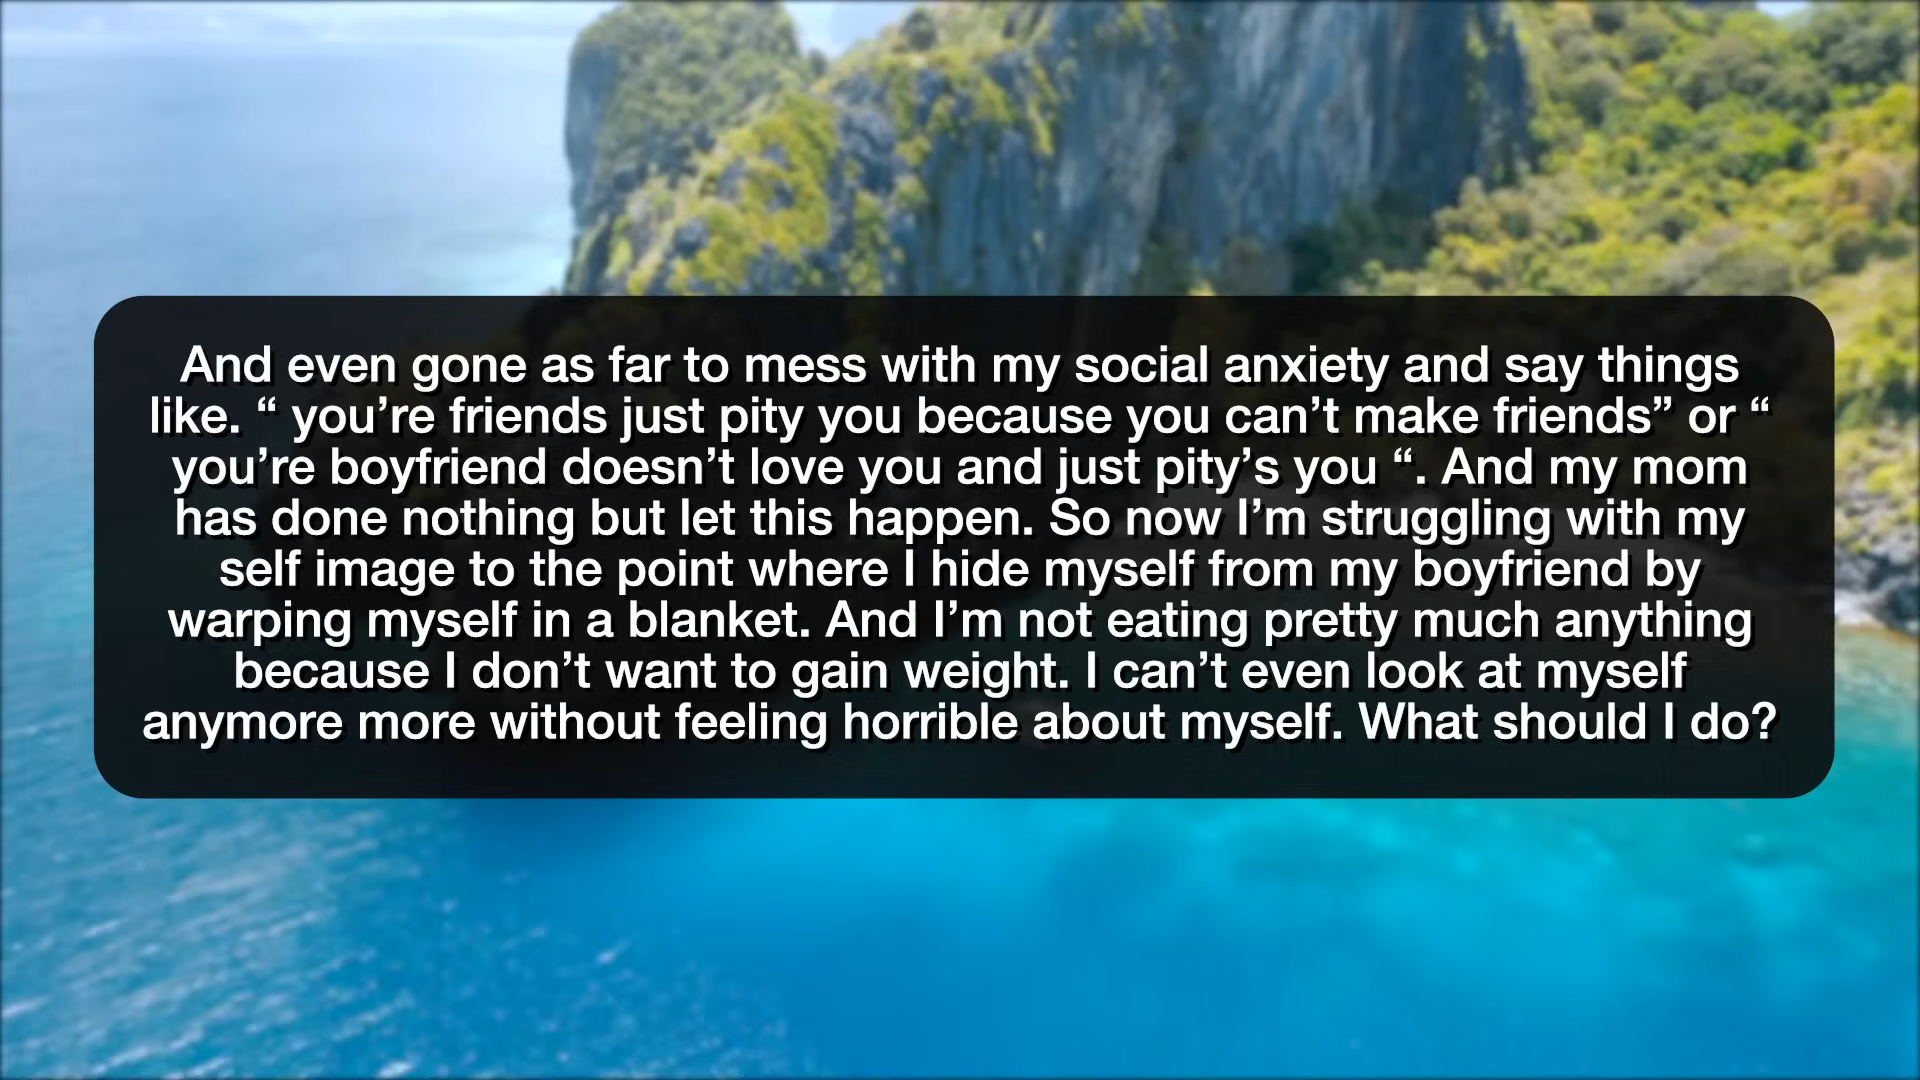 And even gone as far to mess with my social anxiety and say things
like. “ you’re friends just pity you because you can’t make friends” or “
you’re boyfriend doesn’t love you and just pity’s you “. And my mom
has done nothing but let this happen. So now I’m struggling with my
self image to the point where I hide myself from my boyfriend by
warping myself in a blanket. And I’m not eating pretty much anything
because I don’t want to gain weight. I can’t even look at myself
anymore more without feeling horrible about myself. What should I do?